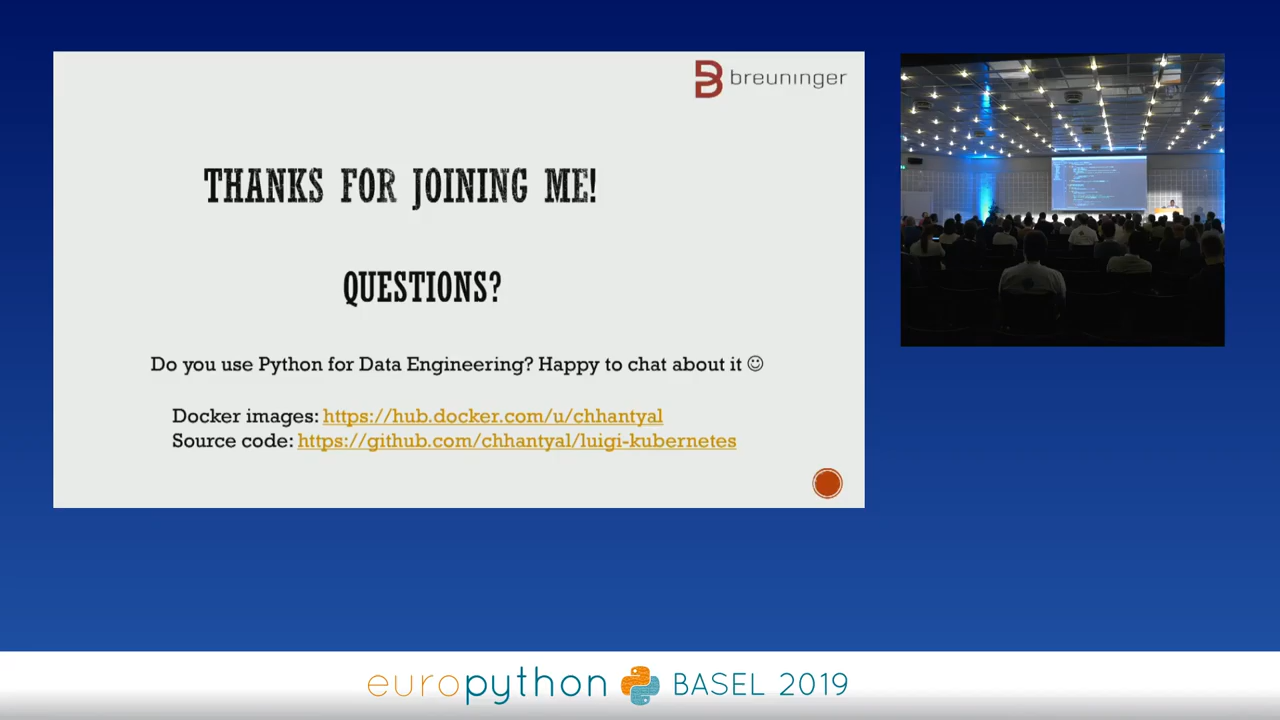 breuninger
THANKS FOR JOINING ME!
QUESTIONS?
Do you use Python for Data Engineering? Happy to chat about it ☺
Docker images: https://hub.docker.com/u/chhantyal
Source code: https://github.com/chhantyal/luigi-kubernetes
europython BASEL 2019